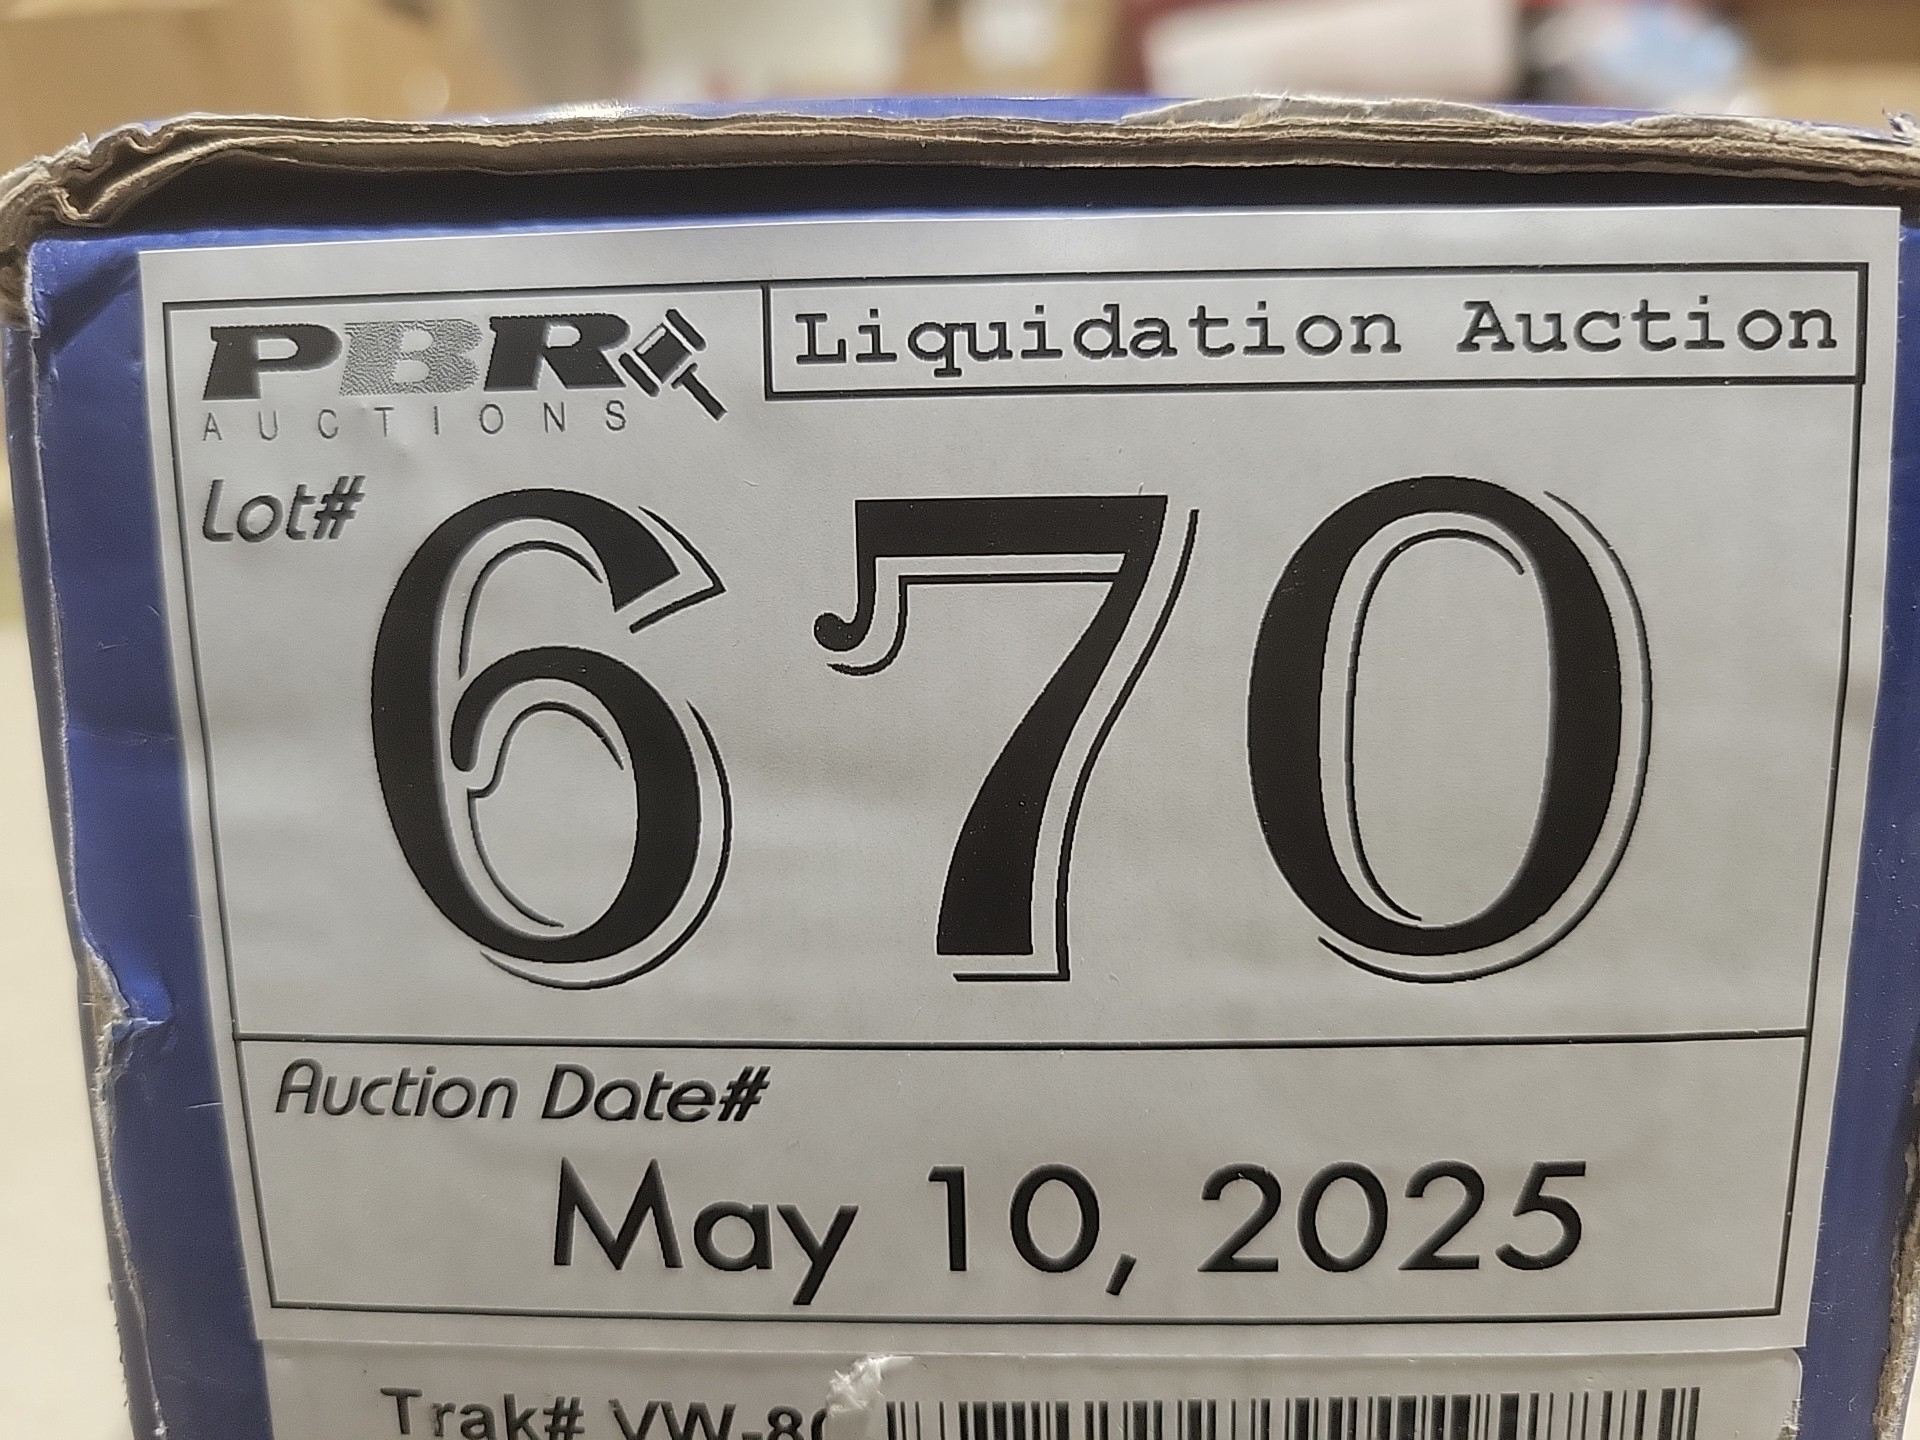 PBR
AUCTIONS
Liquidation Auction
Lot#
670
Auction Date#
May 10, 2025
Trak#